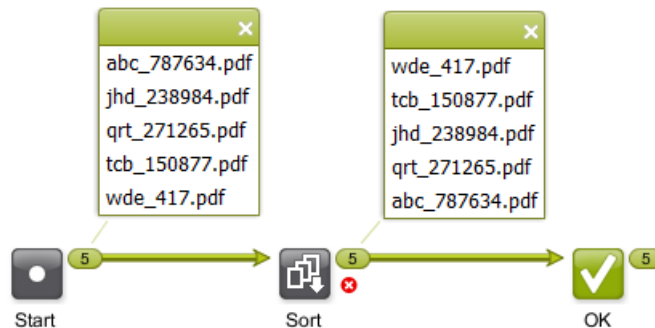 abc_787634.pdf
jhd_238984.pdf
qrt_271265.pdf
tcb_150877.pdf
wde_417.pdf
wde_417.pdf
tcb_150877.pdf
jhd_238984.pdf
qrt_271265.pdf
abc_787634.pdf
5
5
5
Start
Sort
OK